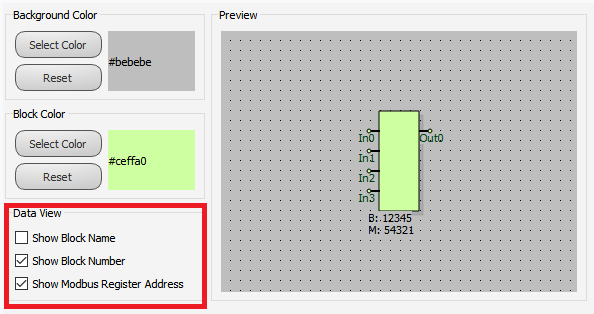 Background Color
Select Color
#bebebe
Reset
Block Color
Select Color
#ceffa0
Reset
Data View
Show Block Name
Show Block Number
Show Modbus Register Address
Preview
In0
Out0
In1
In2
In3
B: 12345
M: 54321